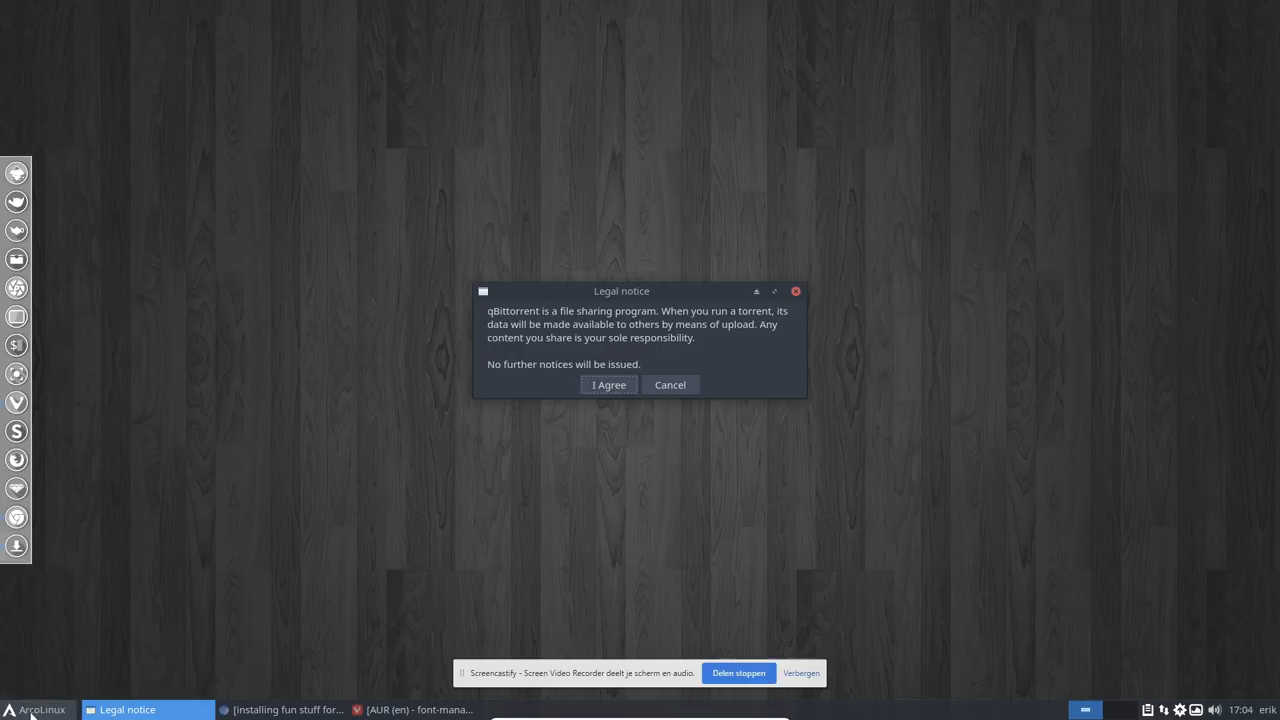 Legal notice
qBittorrent is a file sharing program. When you run a torrent, its
data will be made available to others by means of upload. Any
content you share is your sole responsibility.
No further notices will be issued.
I Agree Cancel
$
S
Screencastify - Screen Video Recorder deelt je scherm en audio. Delen stoppen Verbergen
ArcoLinux Legal notice [installing fun stuff for... [AUR (en) - font-mana... 17:04 erik